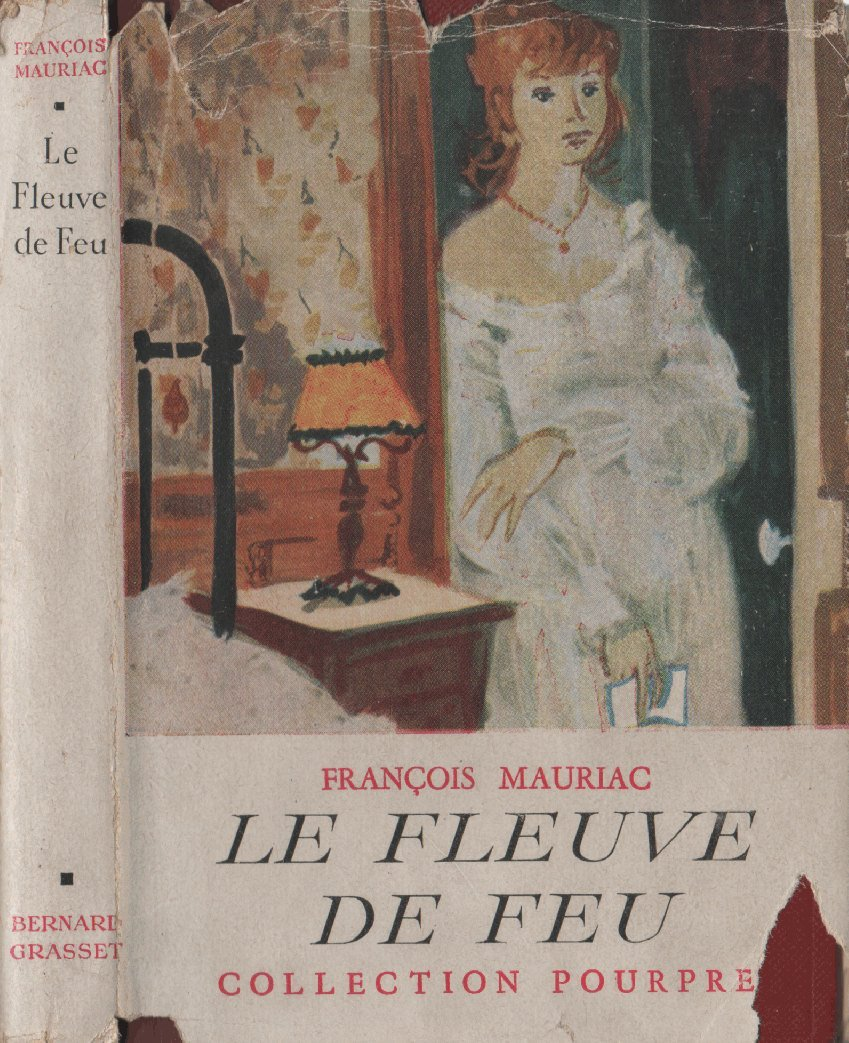 FRANÇOIS
MAURIAC
Le
Fleuve
de Feu
BERNARD
GRASSET
FRANÇOIS MAURIAC
LE FLEUVE
DE FEU
COLLECTION POURPRE